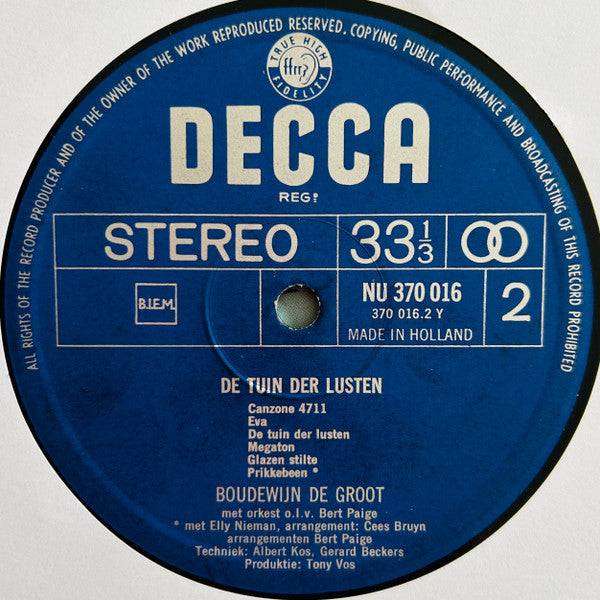 ALL RIGHTS OF THE RECORD PRODUCER AND OF THE OWNER OF THE WORK REPRODUCED RESERVED. COPYING, PUBLIC PERFORMANCE AND BROADCASTING OF THIS RECORD PROHIBITED
TRUE HIGH
ffrr
FIDELITY
DECCA
REGD
STEREO
33⅓
B.I.E.M.
NU 370 016
370 016.2 Y
MADE IN HOLLAND
2
DE TUIN DER LUSTEN
Canzone 4711
Eva
De tuin der lusten
Megaton
Glazen stilte
Prikkebeen *
BOUDEWIJN DE GROOT
met orkest o.l.v. Bert Paige
* met Elly Nieman, arrangement: Cees Bruyn
arrangementen Bert Paige
Techniek: Albert Kos, Gerard Beckers
Produktie: Tony Vos